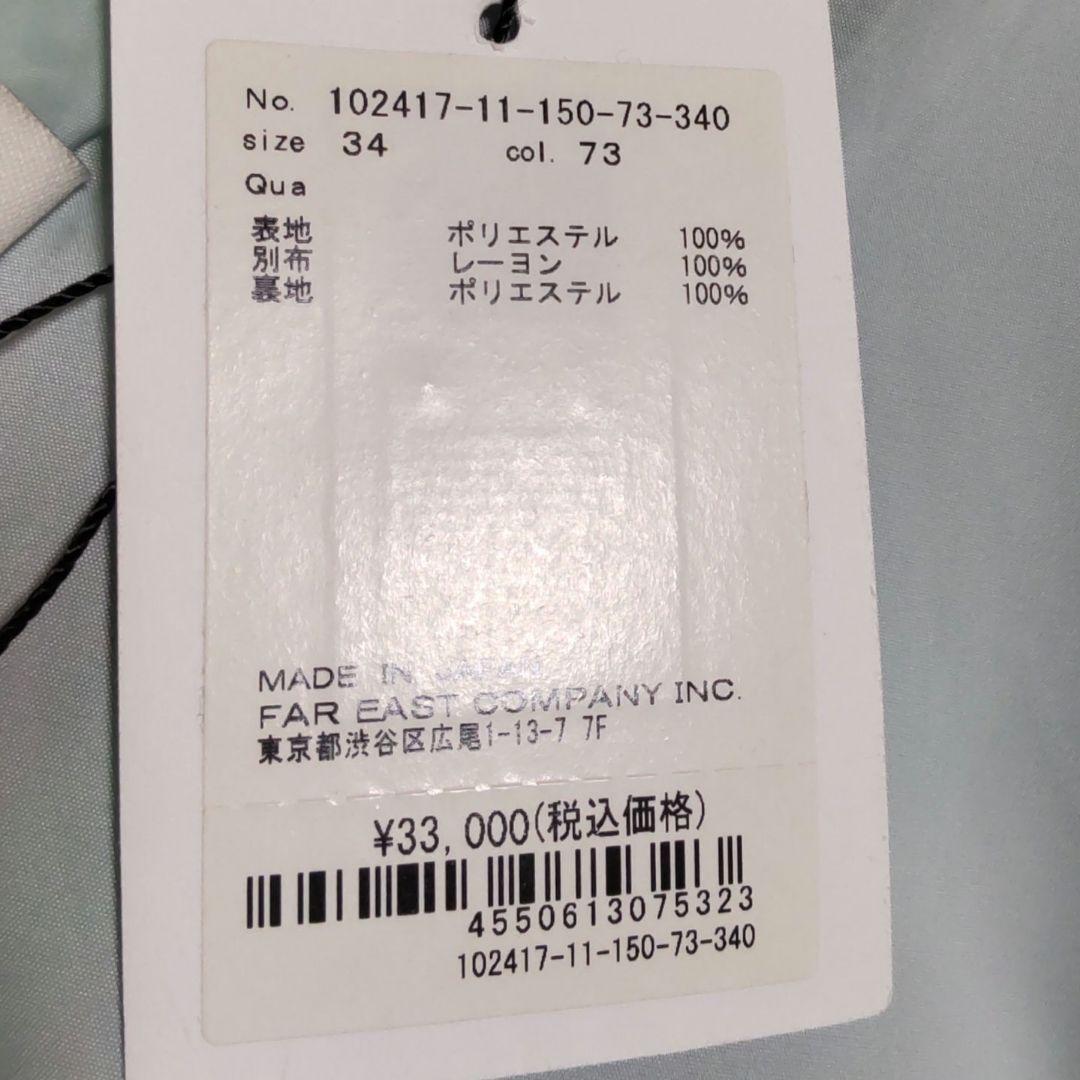 No. 102417-11-150-73-340
size 34 col. 73
Qua
表地 ポリエステル 100%
別布 レーヨン 100%
裏地 ポリエステル 100%
MADE IN JAPAN
FAR EAST COMPANY INC.
東京都渋谷区広尾1-13-7 7F
¥33,000(税込価格)
4550613075323
102417-11-150-73-340